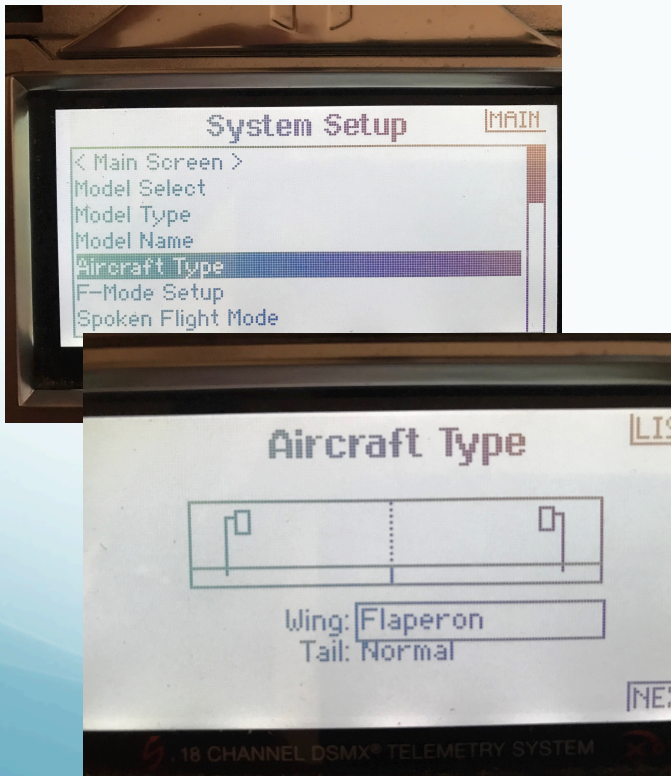 System Setup
MAIN
< Main Screen >
Model Select
Model Type
Model Name
Aircraft Type
F-Mode Setup
Spoken Flight Mode
Aircraft Type
Wing: Flaperon
Tail: Normal
18 CHANNEL DSMX® TELEMETRY SYSTEM